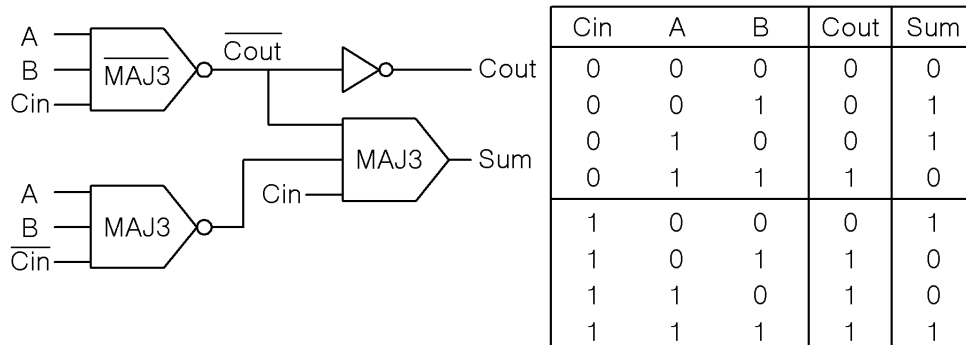 A
B
Cin
MAJ3
Cout
Cout
MAJ3
Sum
Cin
A
B
Cin
MAJ3
Cin A B Cout Sum
0 0 0 0 0
0 0 1 0 1
0 1 0 0 1
0 1 1 1 0
1 0 0 0 1
1 0 1 1 0
1 1 0 1 0
1 1 1 1 1